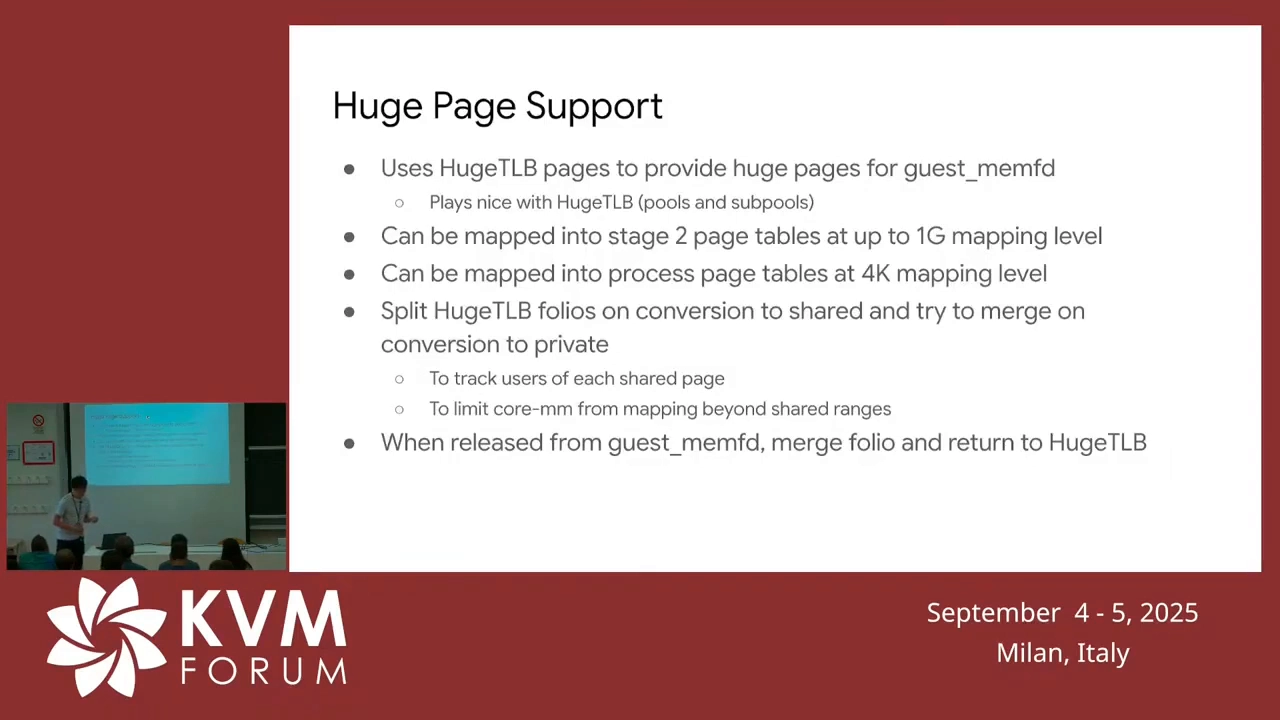 Huge Page Support
● Uses HugeTLB pages to provide huge pages for guest_memfd
○ Plays nice with HugeTLB (pools and subpools)
● Can be mapped into stage 2 page tables at up to 1G mapping level
● Can be mapped into process page tables at 4K mapping level
● Split HugeTLB folios on conversion to shared and try to merge on
conversion to private
○ To track users of each shared page
○ To limit core-mm from mapping beyond shared ranges
● When released from guest_memfd, merge folio and return to HugeTLB
KVM
FORUM
September 4 - 5, 2025
Milan, Italy